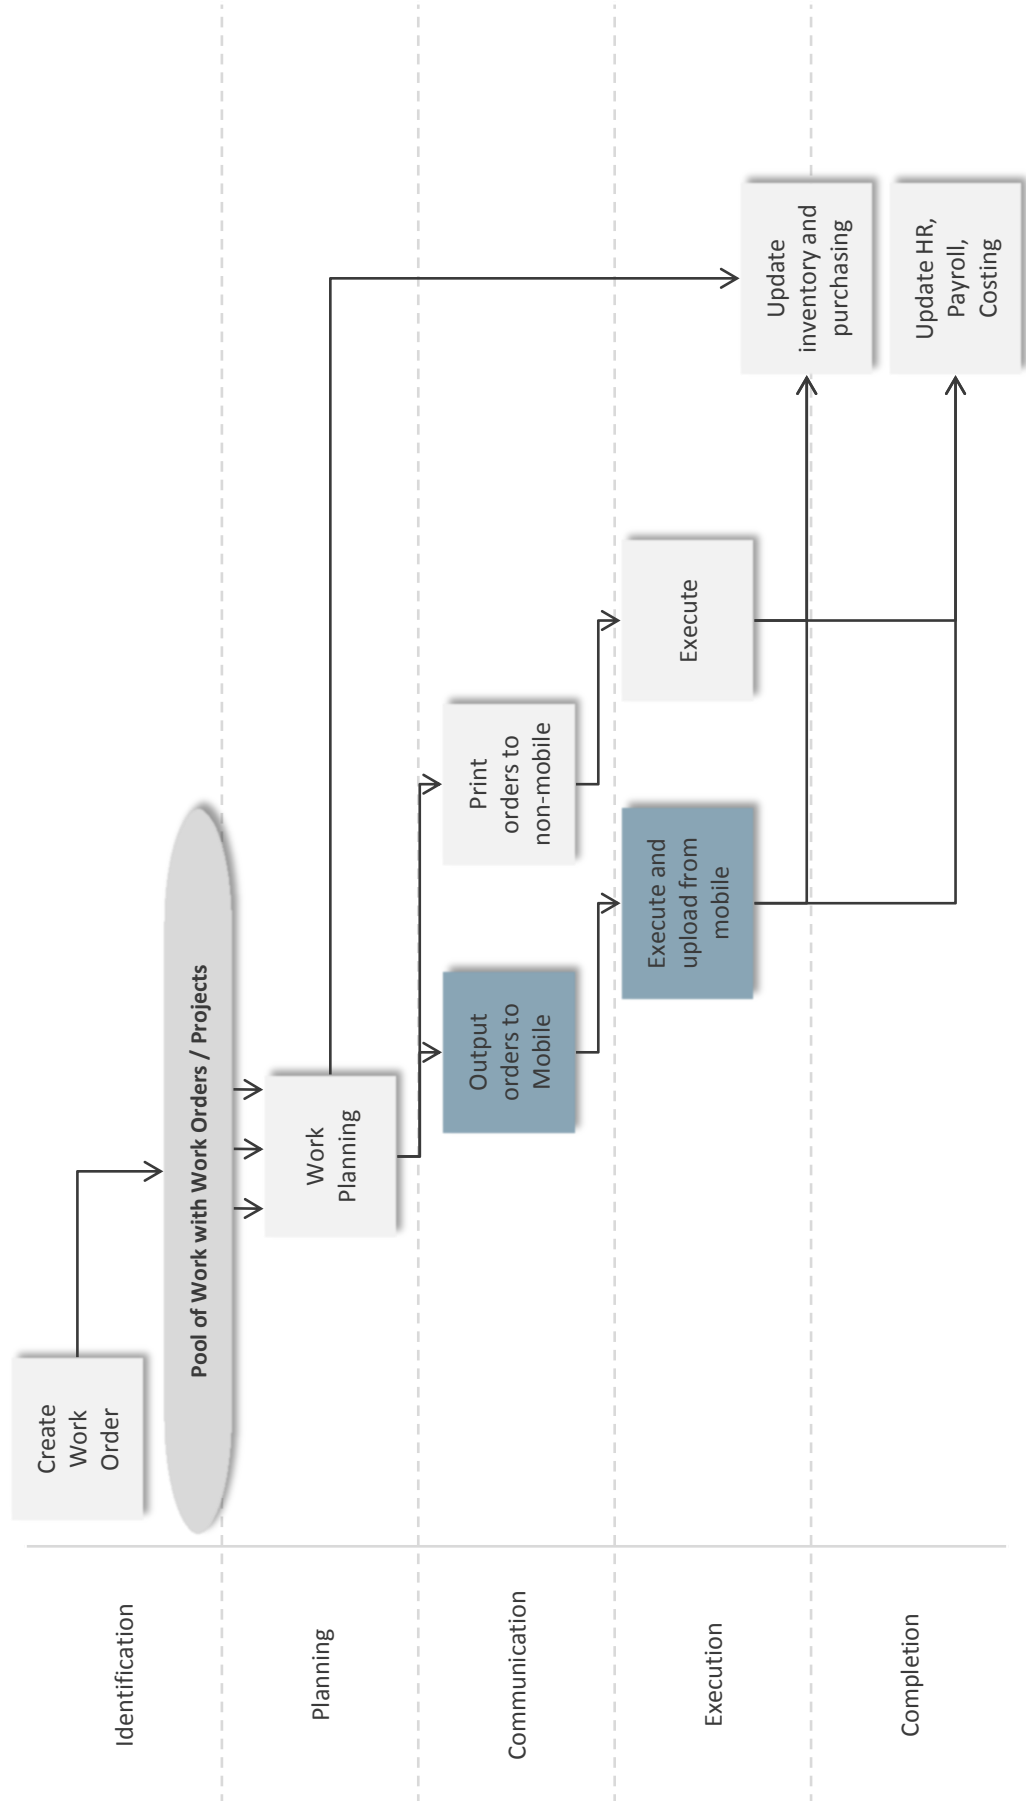 Identification
Create
Work
Order
Pool of Work with Work Orders / Projects
Planning
Work
Planning
Communication
Output
orders to
Mobile
Print
orders to
non-mobile
Execution
Execute and
upload from
mobile
Execute
Update
inventory and
purchasing
Completion
Update HR,
Payroll,
Costing